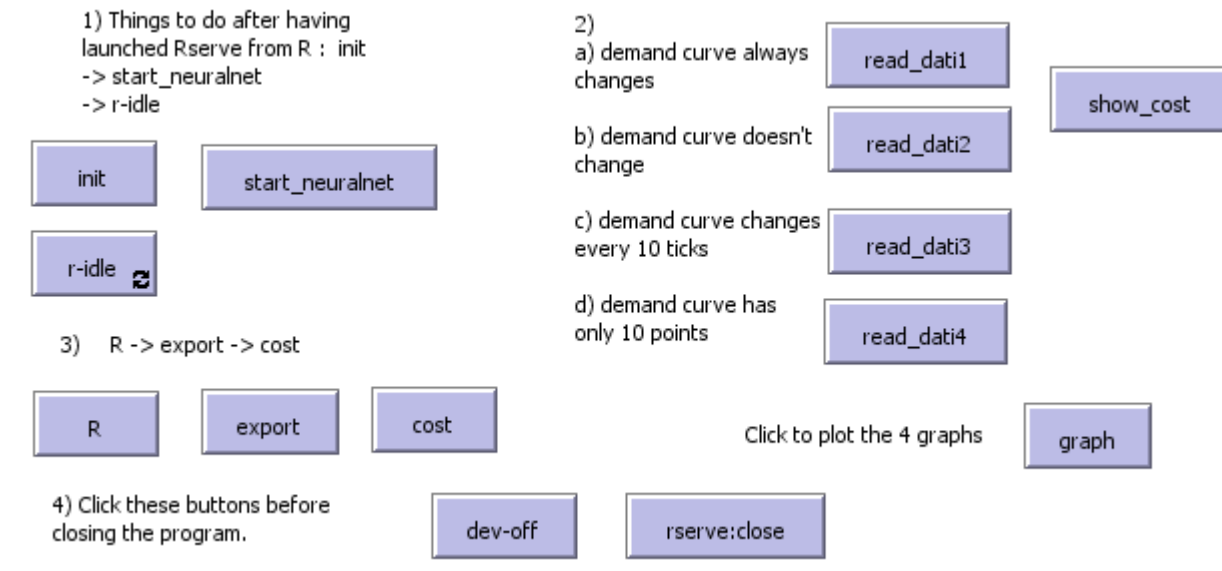 1) Things to do after having
launched Rserve from R : init
-> start_neuralnet
-> r-idle
init
start_neuralnet
r-idle
2)
a) demand curve always
changes
read_dati1
show_cost
b) demand curve doesn't
change
read_dati2
c) demand curve changes
every 10 ticks
read_dati3
d) demand curve has
only 10 points
read_dati4
3) R -> export -> cost
R
export
cost
Click to plot the 4 graphs
graph
4) Click these buttons before
closing the program.
dev-off
rserve:close